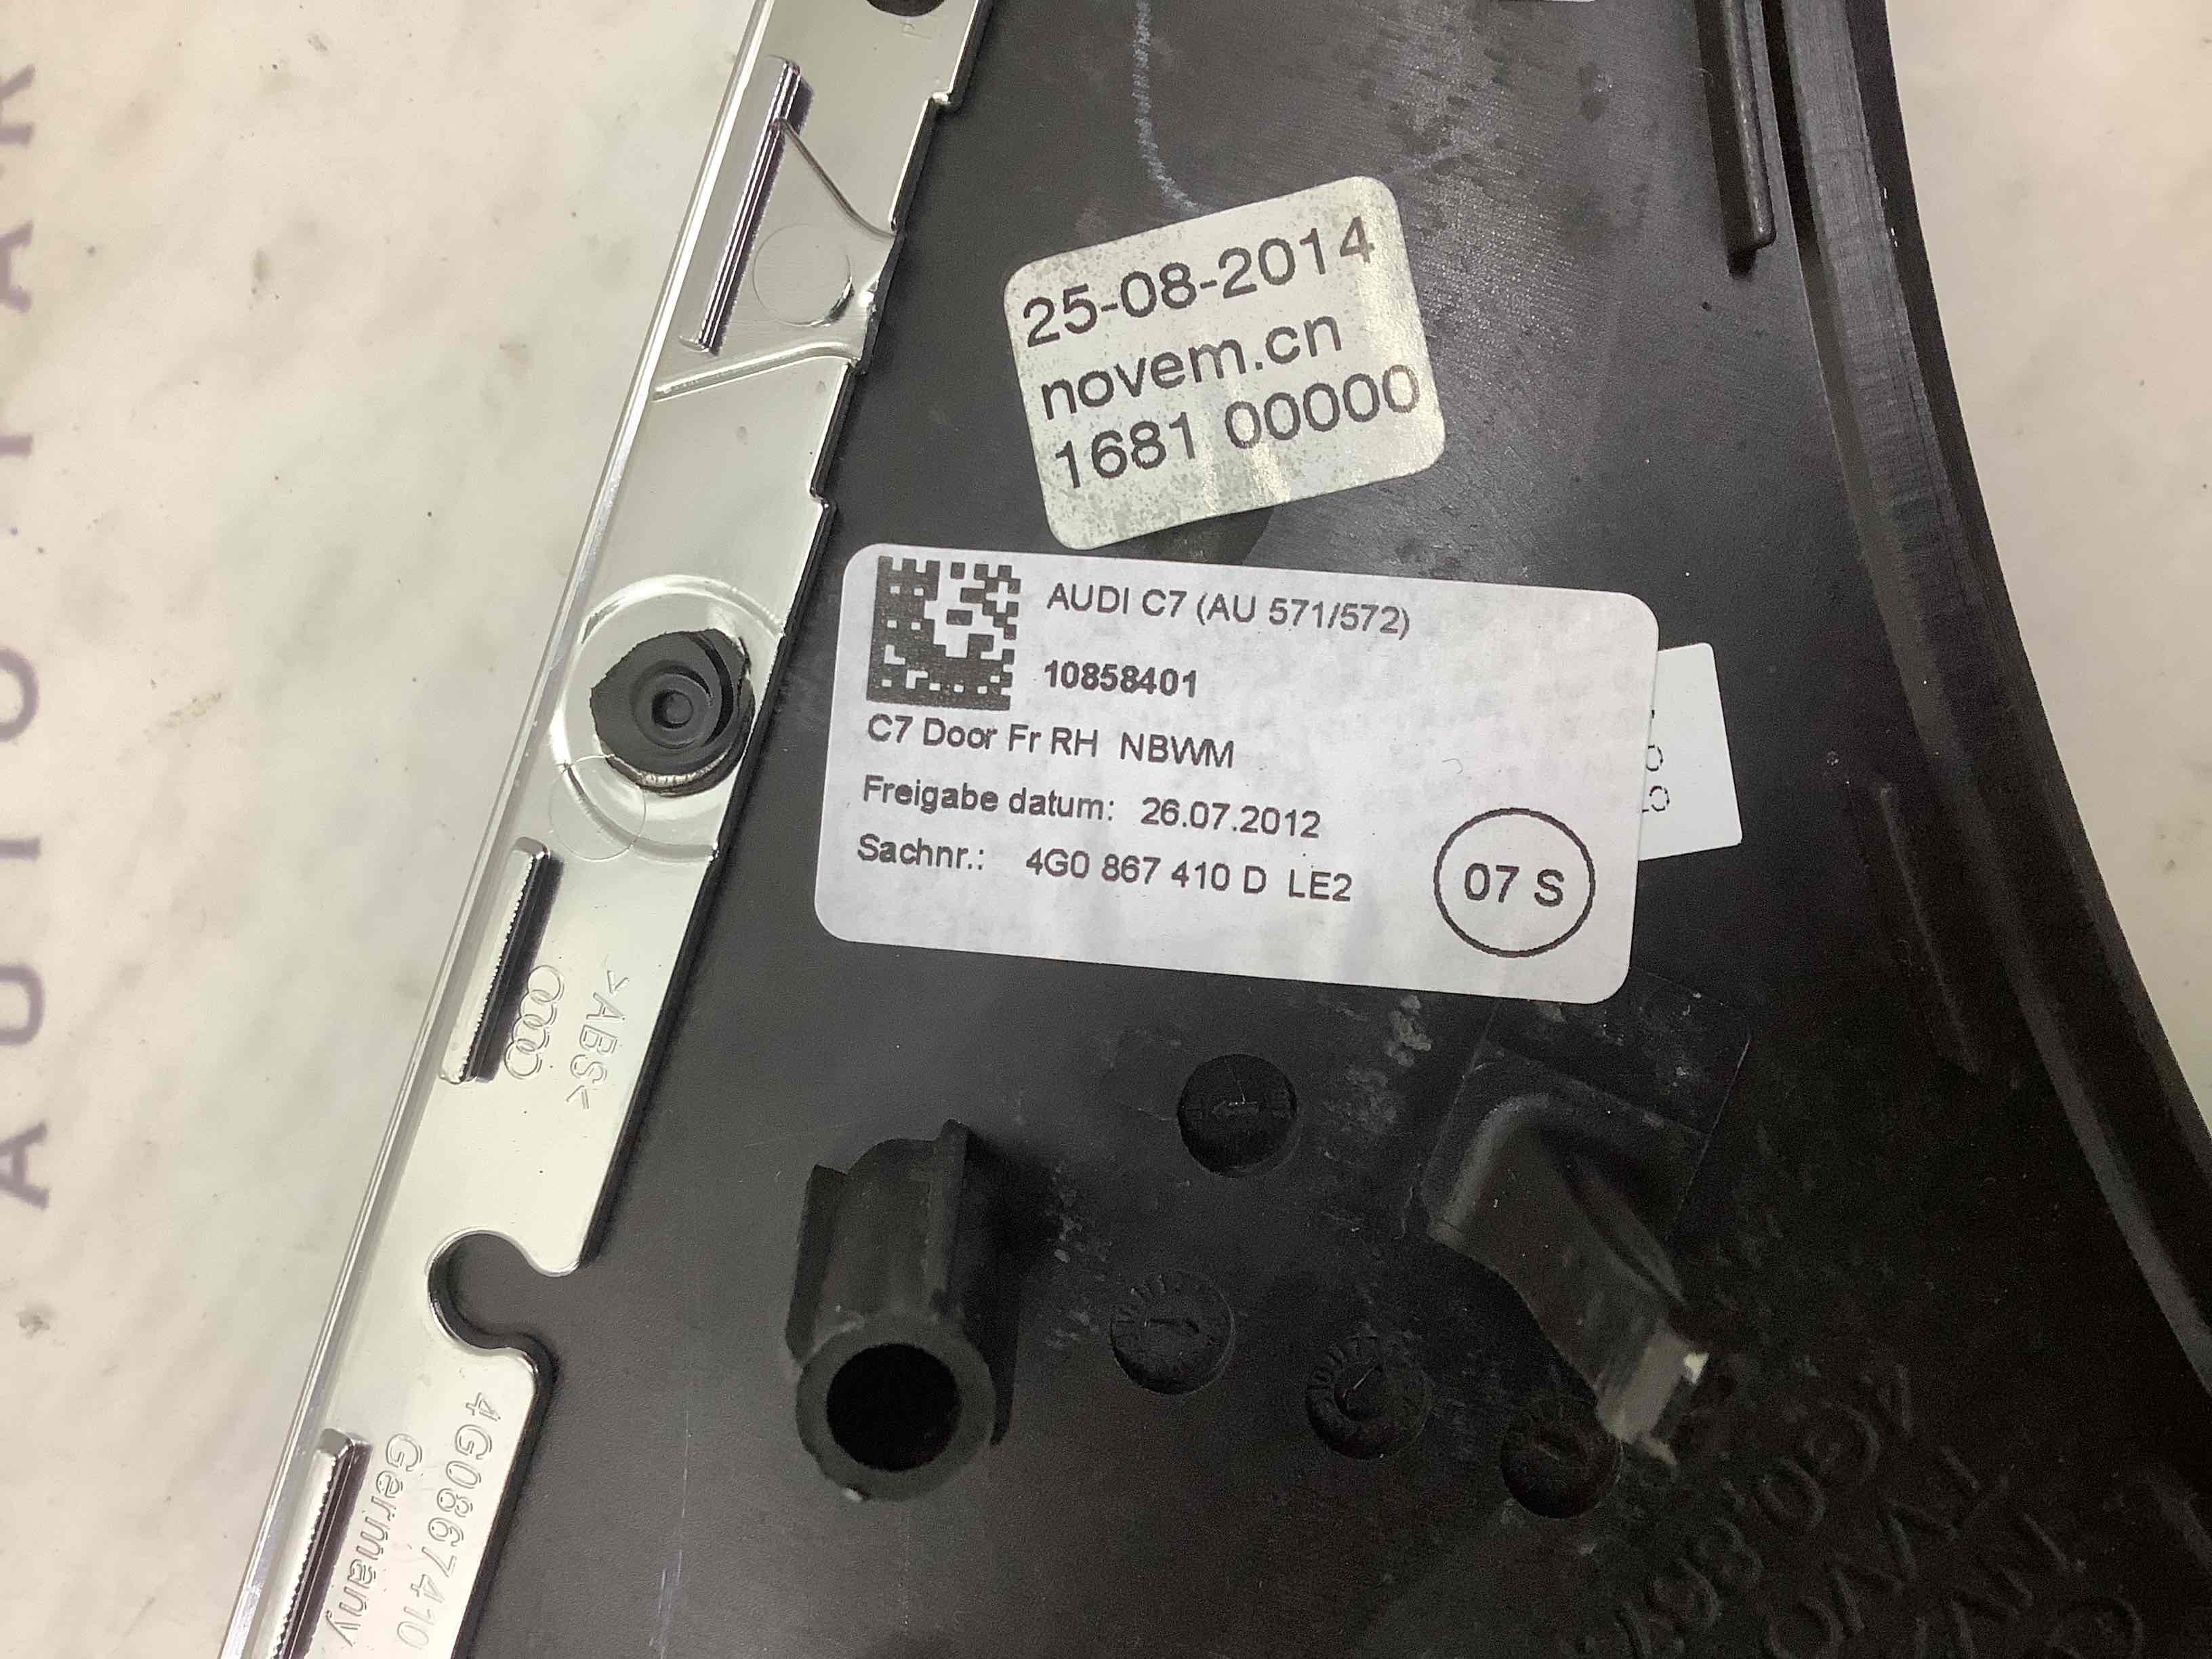 25-08-2014
novem.cn
1681 00000
AUDI C7 (AU 571/572)
10858401
C7 Door Fr RH NBWM
Freigabe datum: 26.07.2012
Sachnr.: 4G0 867 410 D LE2
07 S
>ABS<
4G0867410
Germany